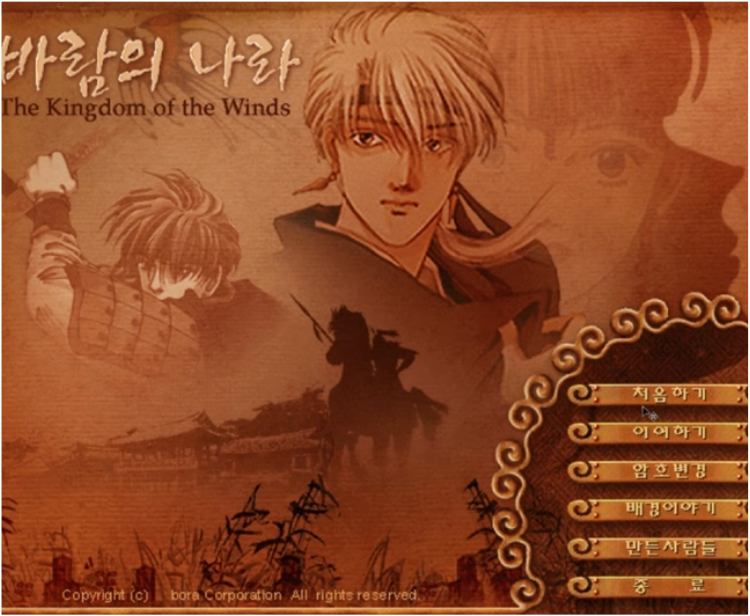 바람의 나라
The Kingdom of the Winds
처음하기
이어하기
암호변경
배경이야기
만든사람들
종 료
Copyright (c) bora Corporation All rights reserved.